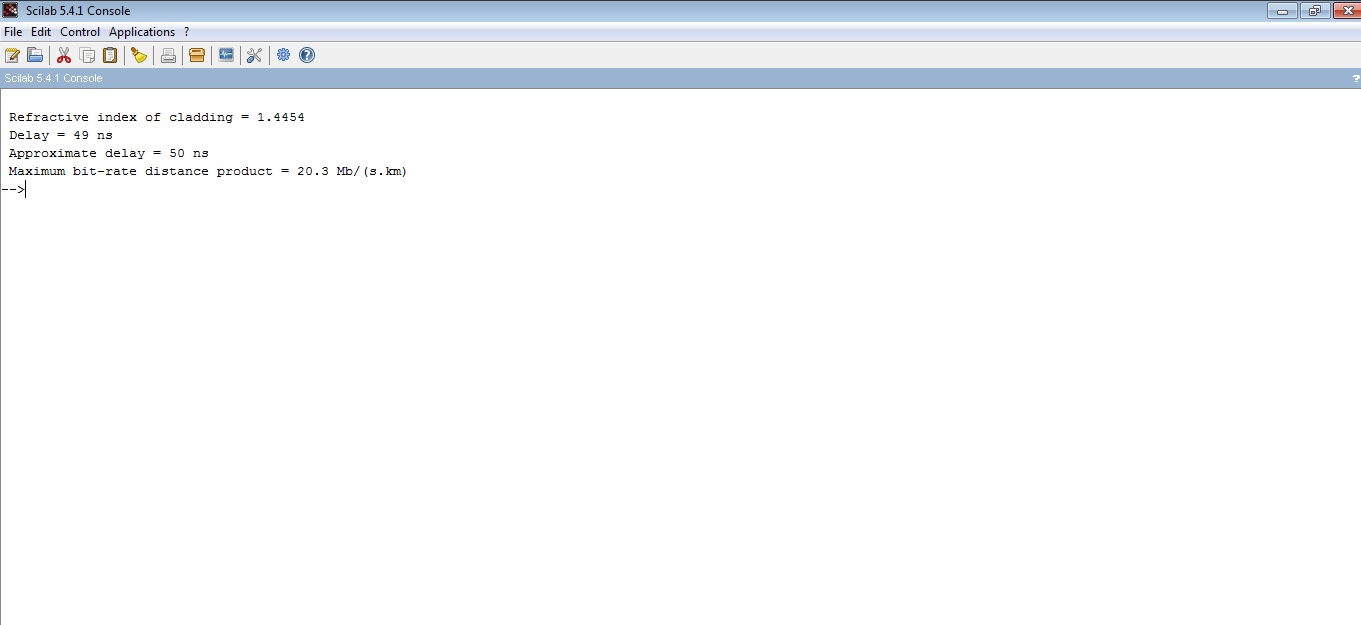 Scilab 5.4.1 Console
File Edit Control Applications ?
Scilab 5.4.1 Console ?
Refractive index of cladding = 1.4454
Delay = 49 ns
Approximate delay = 50 ns
Maximum bit-rate distance product = 20.3 Mb/(s.km)
-->